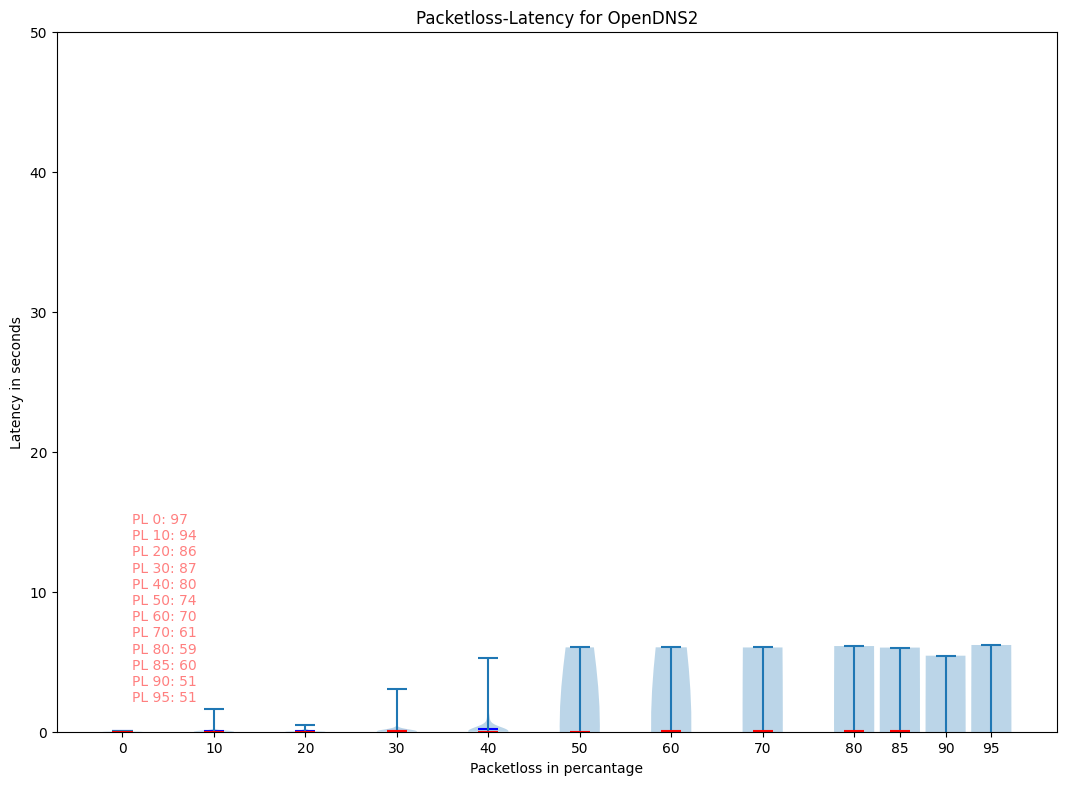 Packetloss-Latency for OpenDNS2
50
40
30
20
10
0
Latency in seconds
PL 0: 97
PL 10: 94
PL 20: 86
PL 30: 87
PL 40: 80
PL 50: 74
PL 60: 70
PL 70: 61
PL 80: 59
PL 85: 60
PL 90: 51
PL 95: 51
0 10 20 30 40 50 60 70 80 85 90 95
Packetloss in percantage